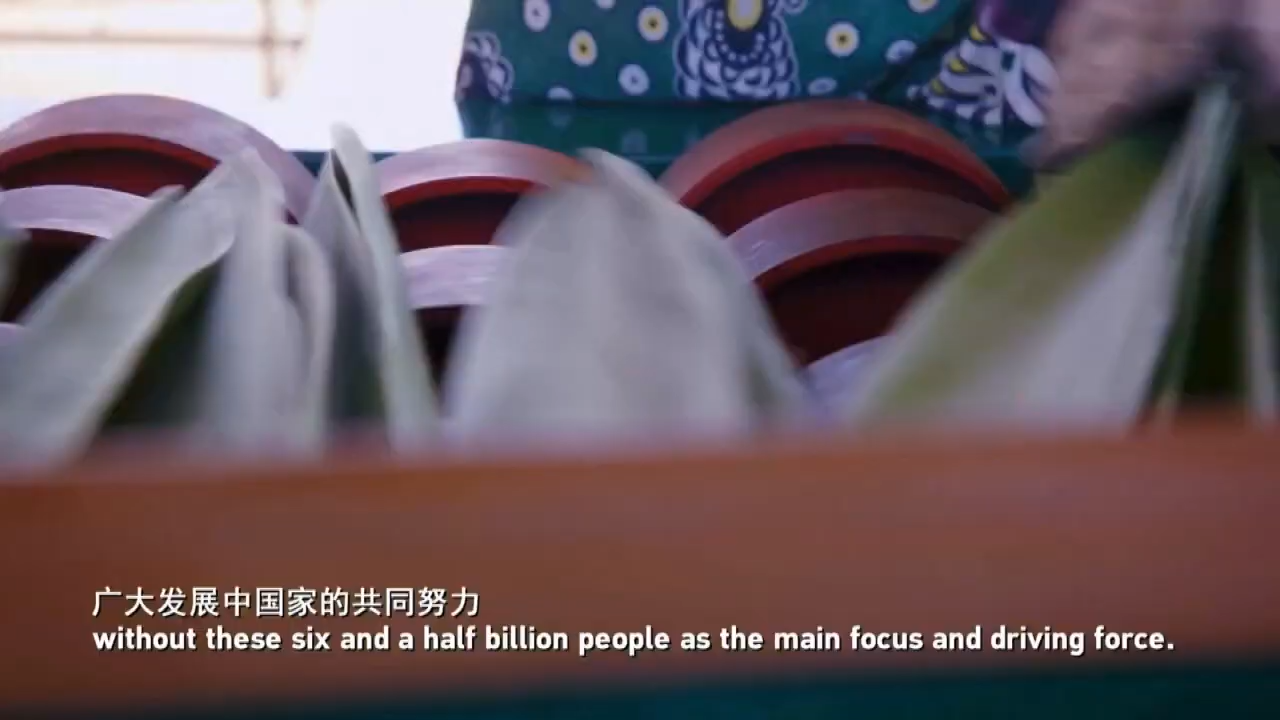 广大发展中国家的共同努力
without these six and a half billion people as the main focus and driving force.